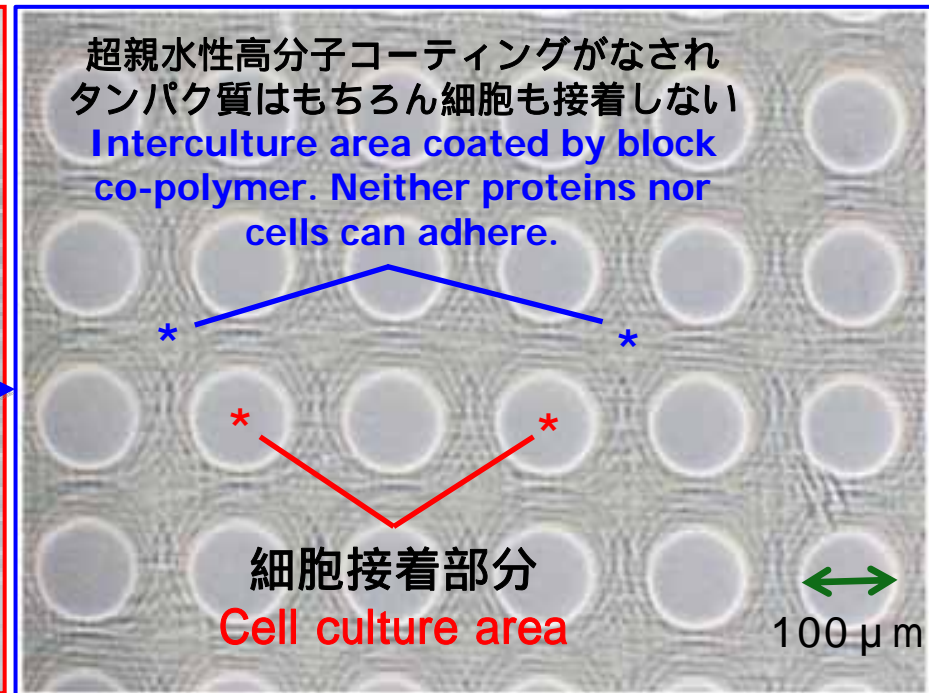 超親水性高分子コーティングがなされ
タンパク質はもちろん細胞も接着しない
Interculture area coated by block
co-polymer. Neither proteins nor
cells can adhere.
*
*
*
*
細胞接着部分
Cell culture area
100 μm